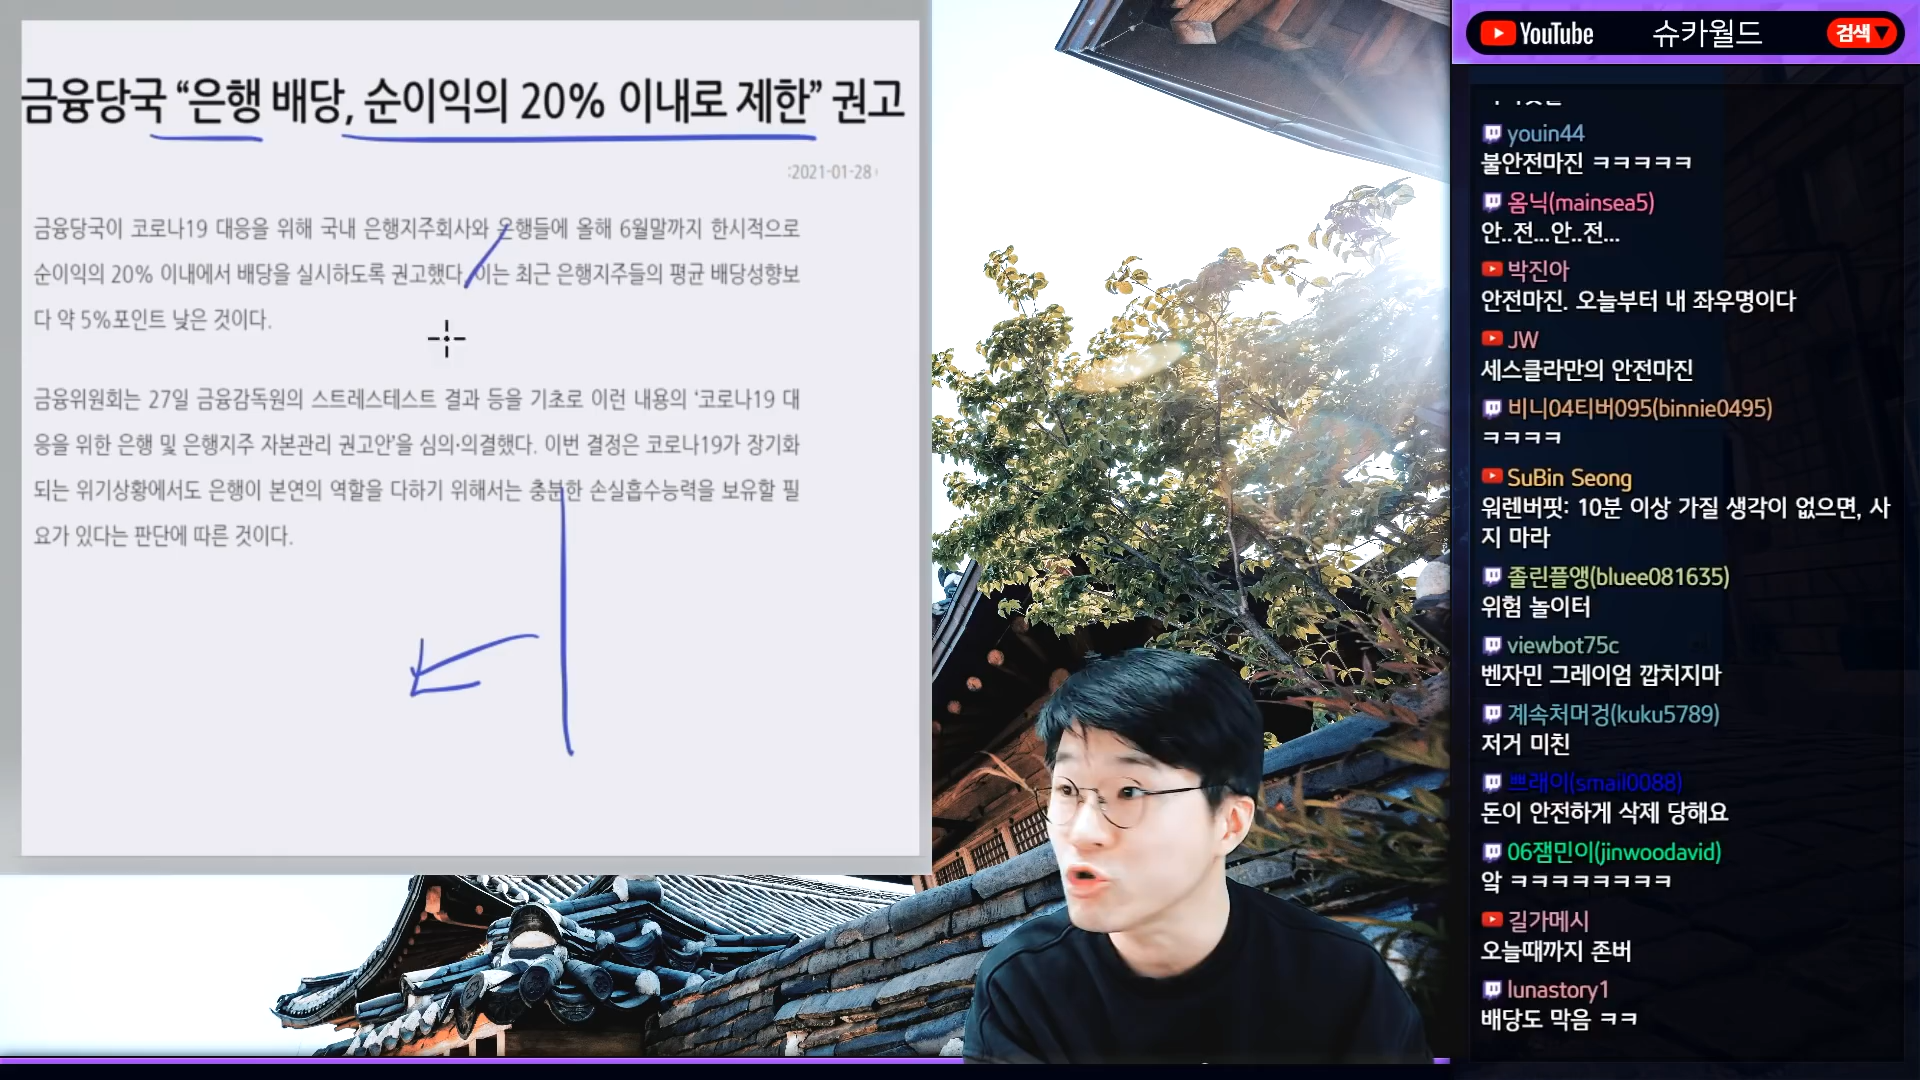 금융당국 “은행 배당, 순이익의 20% 이내로 제한” 권고
:2021-01-28
금융당국이 코로나19 대응을 위해 국내 은행지주회사와 은행들에 올해 6월말까지 한시적으로
순이익의 20% 이내에서 배당을 실시하도록 권고했다. 이는 최근 은행지주들의 평균 배당성향보
다 약 5%포인트 낮은 것이다.
금융위원회는 27일 금융감독원의 스트레스테스트 결과 등을 기초로 이런 내용의 ‘코로나19 대
응을 위한 은행 및 은행지주 자본관리 권고안’을 심의·의결했다. 이번 결정은 코로나19가 장기화
되는 위기상황에서도 은행이 본연의 역할을 다하기 위해서는 충분한 손실흡수능력을 보유할 필
요가 있다는 판단에 따른 것이다.
YouTube 슈카월드 검색▼
youin44
불안전마진 ㅋㅋㅋㅋㅋ
옴닉(mainsea5)
안..전...안..전...
박진아
안전마진. 오늘부터 내 좌우명이다
JW
세스클라만의 안전마진
비니04티버095(binnie0495)
ㅋㅋㅋㅋ
SuBin Seong
워렌버핏: 10분 이상 가질 생각이 없으면, 사
지 마라
졸린플앵(bluee081635)
위험 놀이터
viewbot75c
벤자민 그레이엄 깝치지마
계속처머겅(kuku5789)
저거 미친
쁘래이(smail0088)
돈이 안전하게 삭제 당해요
06잼민이(jinwoodavid)
앜 ㅋㅋㅋㅋㅋㅋㅋㅋ
길가메시
오늘때까지 존버
lunastory1
배당도 막음 ㅋㅋ